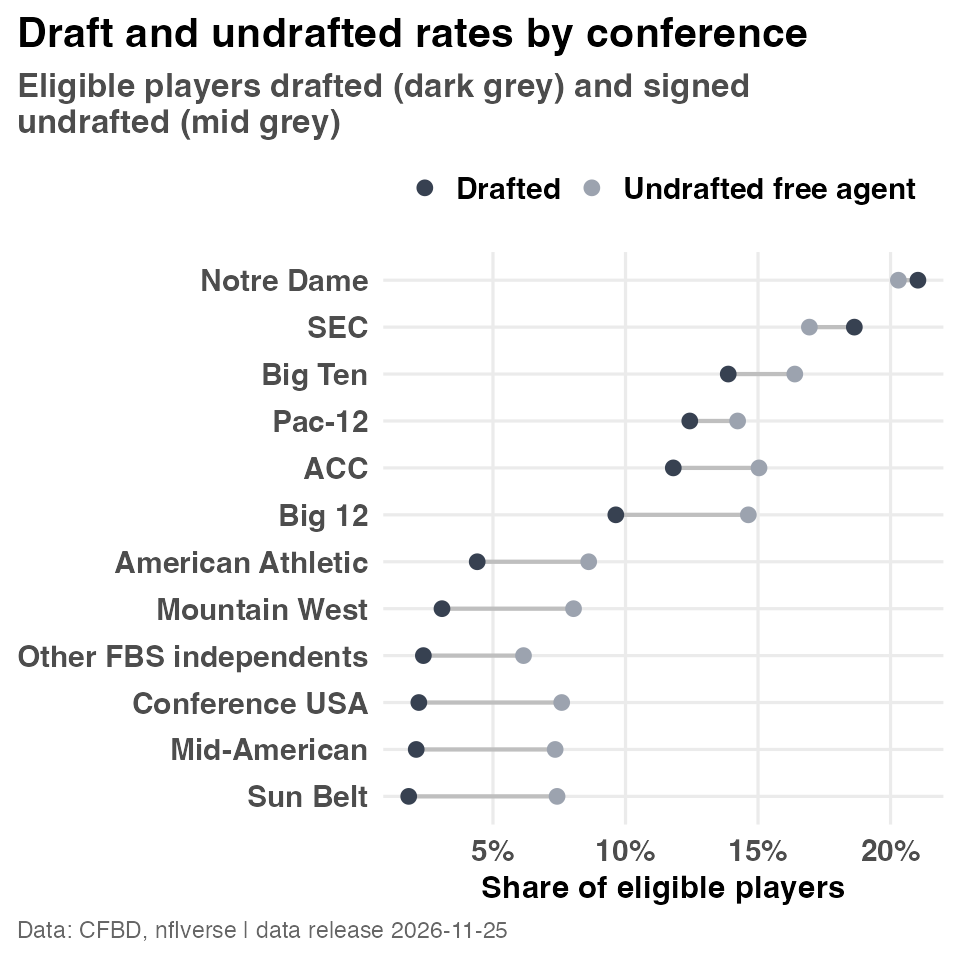 Draft and undrafted rates by conference
Eligible players drafted (dark grey) and signed
undrafted (mid grey)
Drafted
Undrafted free agent
Notre Dame
SEC
Big Ten
Pac-12
ACC
Big 12
American Athletic
Mountain West
Other FBS independents
Conference USA
Mid-American
Sun Belt
5% 10% 15% 20%
Share of eligible players
Data: CFBD, nflverse | data release 2026-11-25